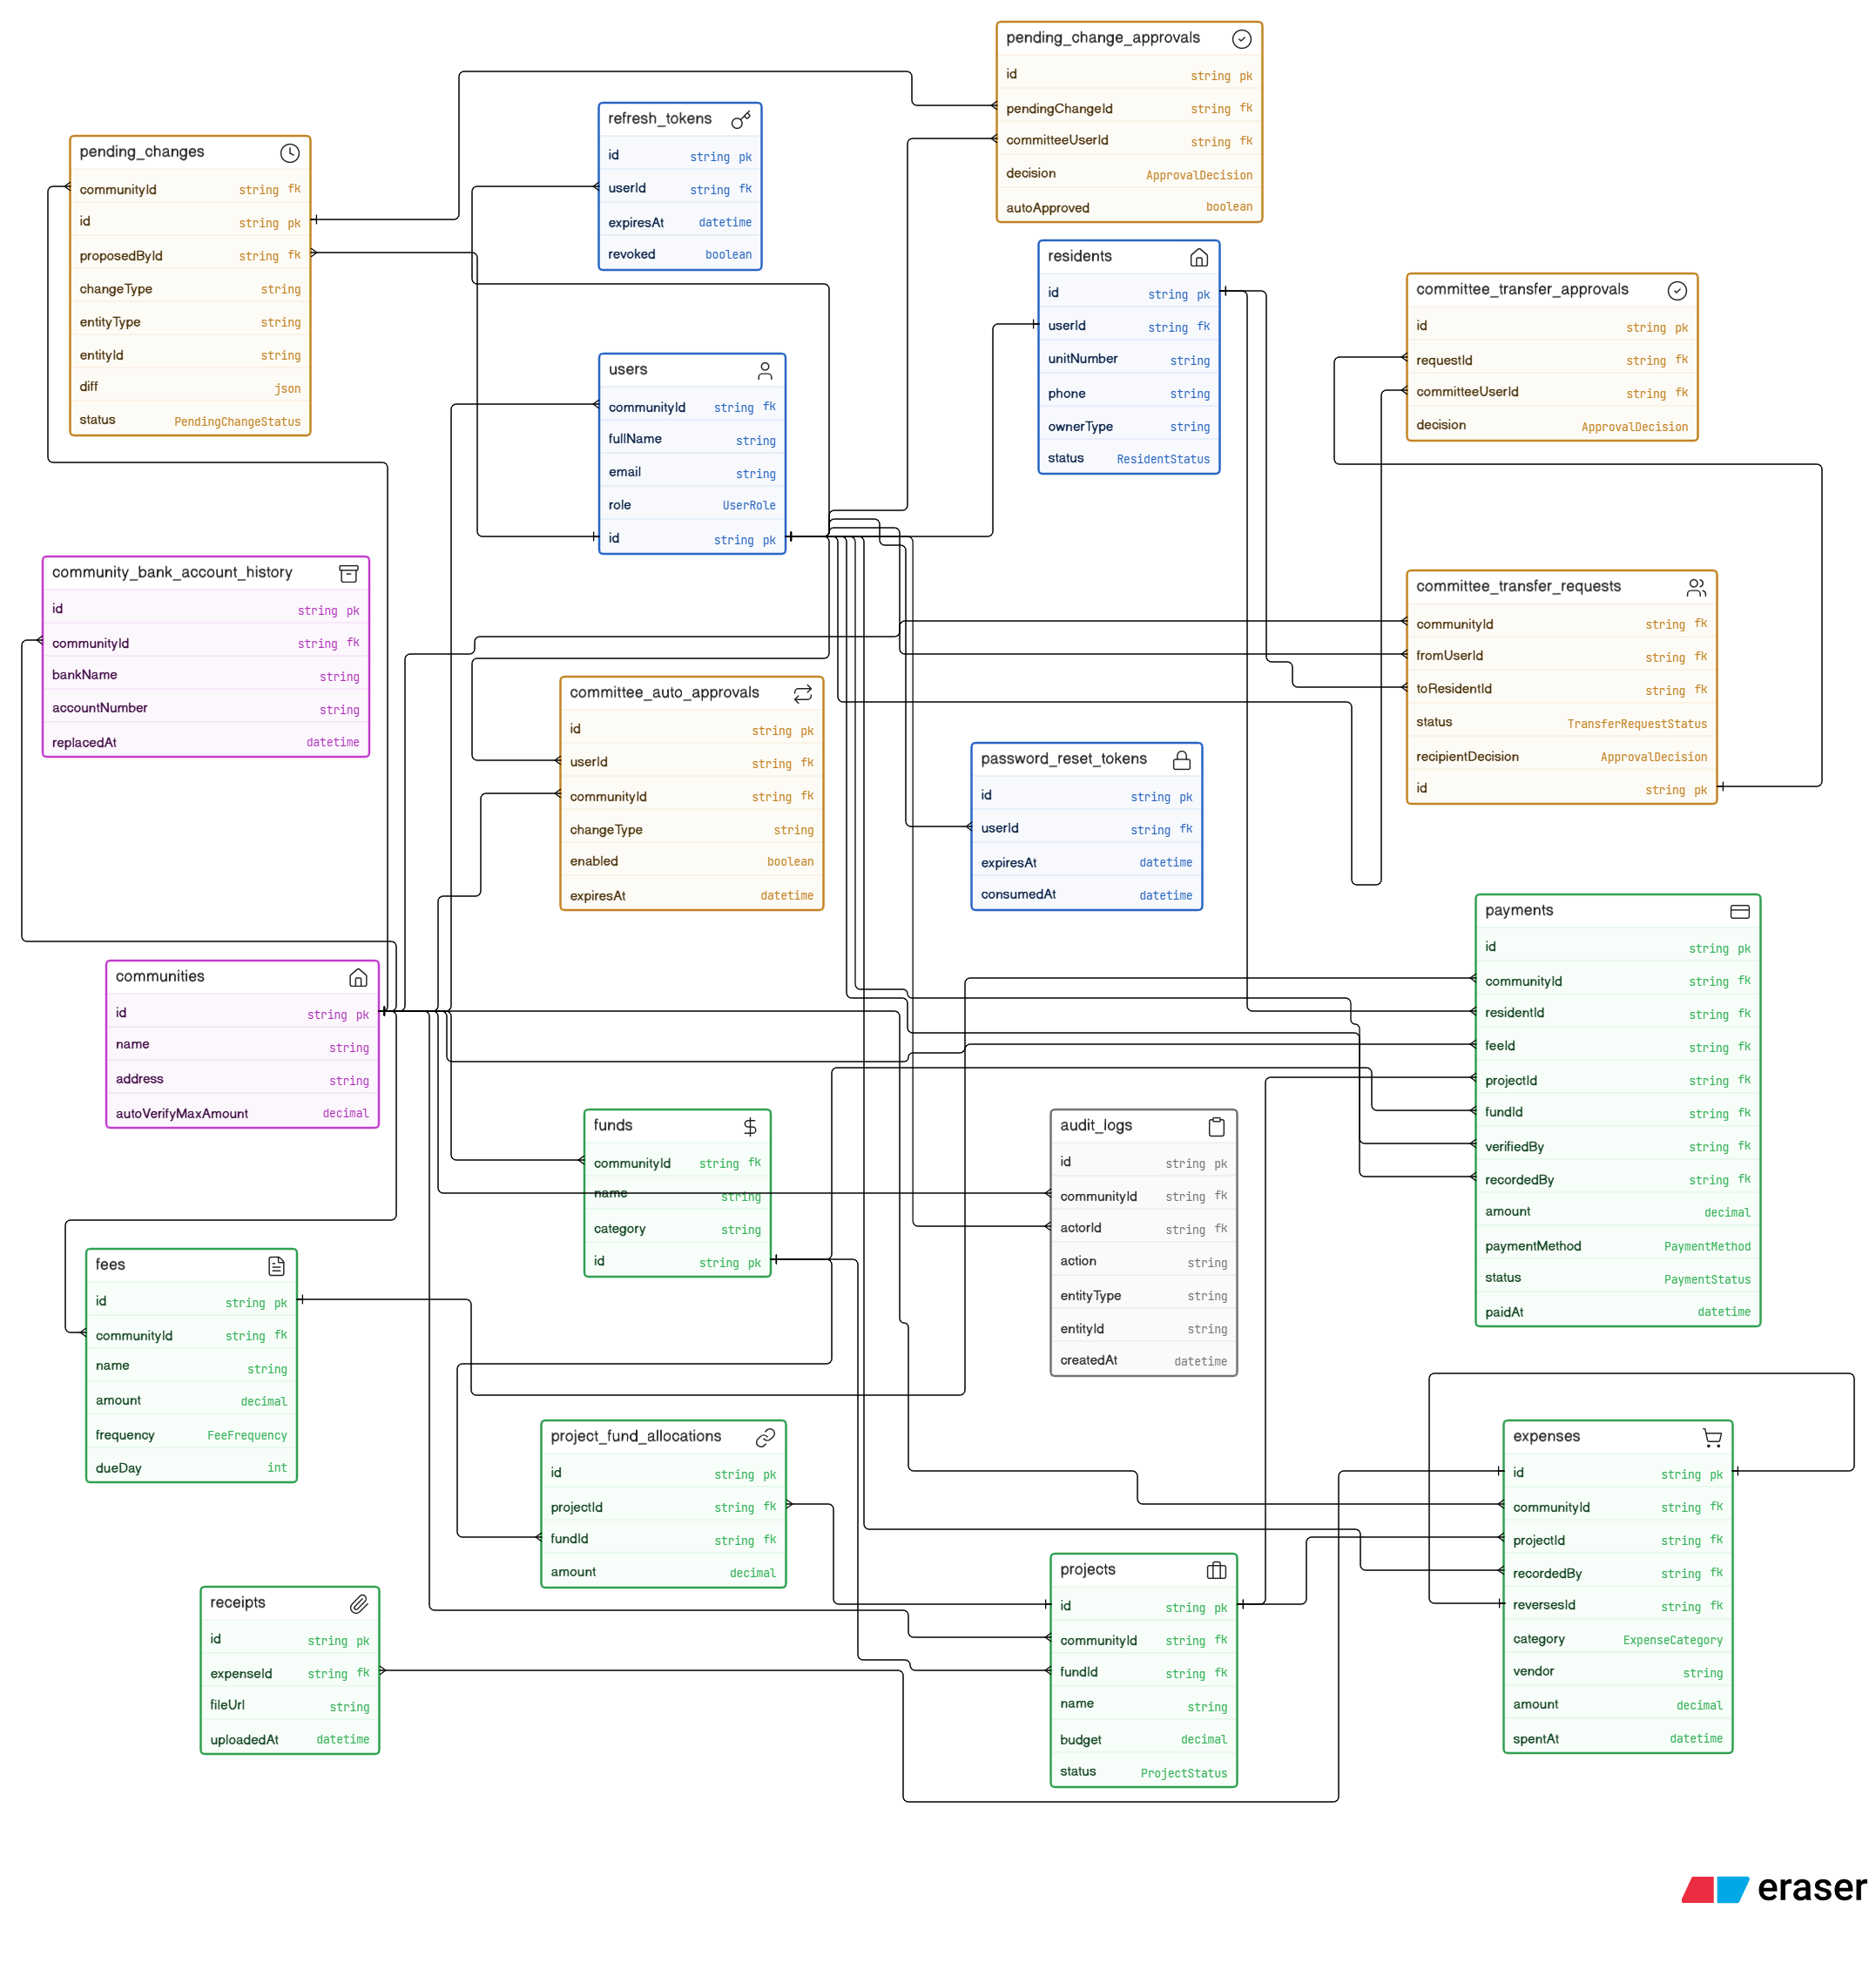 pending_change_approvals
id string pk
pendingChangeId string fk
committeeUserId string fk
decision ApprovalDecision
autoApproved boolean
refresh_tokens
id string pk
userId string fk
expiresAt datetime
revoked boolean
pending_changes
communityId string fk
id string pk
proposedById string fk
changeType string
entityType string
entityId string
diff json
status PendingChangeStatus
residents
id string pk
userId string fk
unitNumber string
phone string
ownerType string
status ResidentStatus
committee_transfer_approvals
id string pk
requestId string fk
committeeUserId string fk
decision ApprovalDecision
users
communityId string fk
fullName string
email string
role UserRole
id string pk
community_bank_account_history
id string pk
communityId string fk
bankName string
accountNumber string
replacedAt datetime
committee_transfer_requests
communityId string fk
fromUserId string fk
toResidentId string fk
status TransferRequestStatus
recipientDecision ApprovalDecision
id string pk
committee_auto_approvals
id string pk
userId string fk
communityId string fk
changeType string
enabled boolean
expiresAt datetime
password_reset_tokens
id string pk
userId string fk
expiresAt datetime
consumedAt datetime
payments
id string pk
communityId string fk
residentId string fk
feeId string fk
projectId string fk
fundId string fk
verifiedBy string fk
recordedBy string fk
amount decimal
paymentMethod PaymentMethod
status PaymentStatus
paidAt datetime
communities
id string pk
name string
address string
autoVerifyMaxAmount decimal
funds
communityId string fk
name string
category string
id string pk
audit_logs
id string pk
communityId string fk
actorId string fk
action string
entityType string
entityId string
createdAt datetime
fees
id string pk
communityId string fk
name string
amount decimal
frequency FeeFrequency
dueDay int
project_fund_allocations
id string pk
projectId string fk
fundId string fk
amount decimal
expenses
id string pk
communityId string fk
projectId string fk
recordedBy string fk
reversesId string fk
category ExpenseCategory
vendor string
amount decimal
spentAt datetime
projects
id string pk
communityId string fk
fundId string fk
name string
budget decimal
status ProjectStatus
receipts
id string pk
expenseId string fk
fileUrl string
uploadedAt datetime
eraser